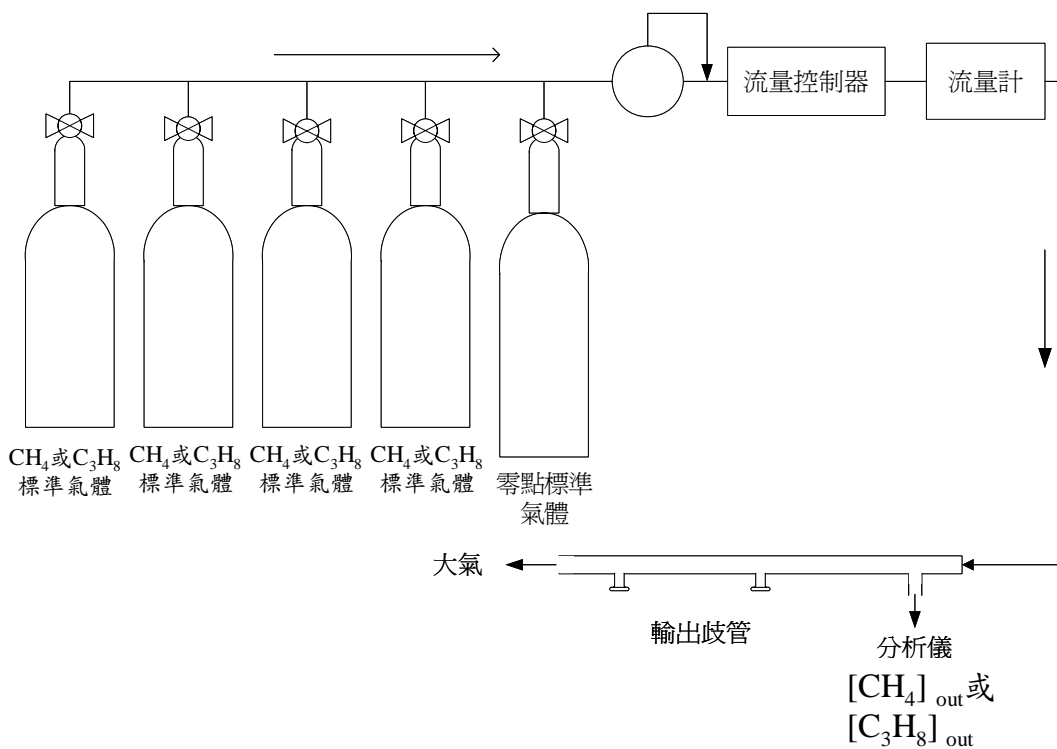 流量控制器
流量計
CH₄或C₃H₈
標準氣體
CH₄或C₃H₈
標準氣體
CH₄或C₃H₈
標準氣體
CH₄或C₃H₈
標準氣體
零點標準
氣體
大氣
輸出歧管
分析儀
[CH₄] out或
[C₃H₈] out